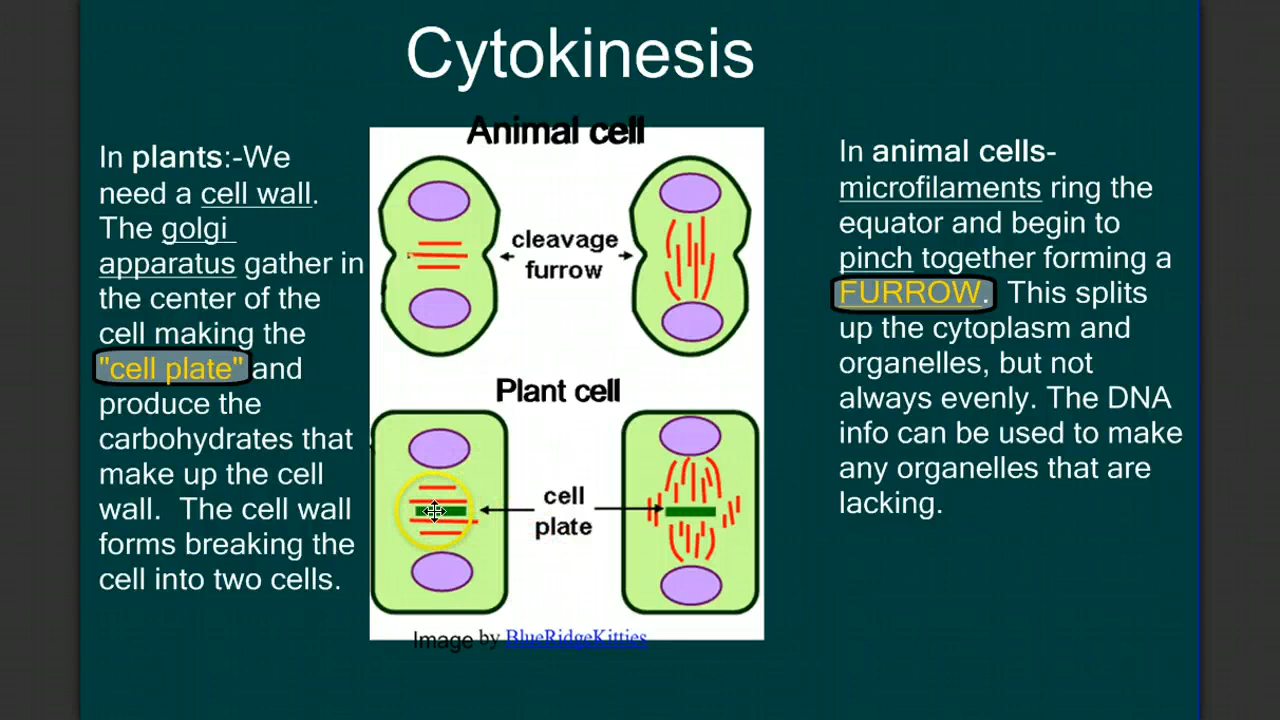 Cytokinesis
In plants:-We
need a cell wall.
The golgi
apparatus gather in
the center of the
cell making the
"cell plate" and
produce the
carbohydrates that
make up the cell
wall. The cell wall
forms breaking the
cell into two cells.
Animal cell
cleavage
furrow
Plant cell
cell
plate
Image by BlueRidgeKitties
In animal cells-
microfilaments ring the
equator and begin to
pinch together forming a
FURROW. This splits
up the cytoplasm and
organelles, but not
always evenly. The DNA
info can be used to make
any organelles that are
lacking.